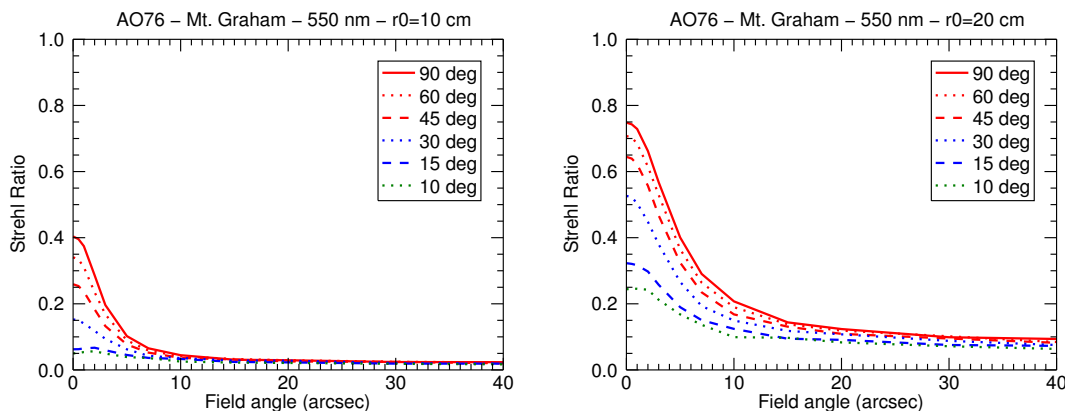 AO76 – Mt. Graham – 550 nm – r0=10 cm
1.0
0.8
0.6
0.4
0.2
0.0
Strehl Ratio
90 deg
60 deg
45 deg
30 deg
15 deg
10 deg
0 10 20 30 40
Field angle (arcsec)
AO76 – Mt. Graham – 550 nm – r0=20 cm
1.0
0.8
0.6
0.4
0.2
0.0
Strehl Ratio
90 deg
60 deg
45 deg
30 deg
15 deg
10 deg
0 10 20 30 40
Field angle (arcsec)